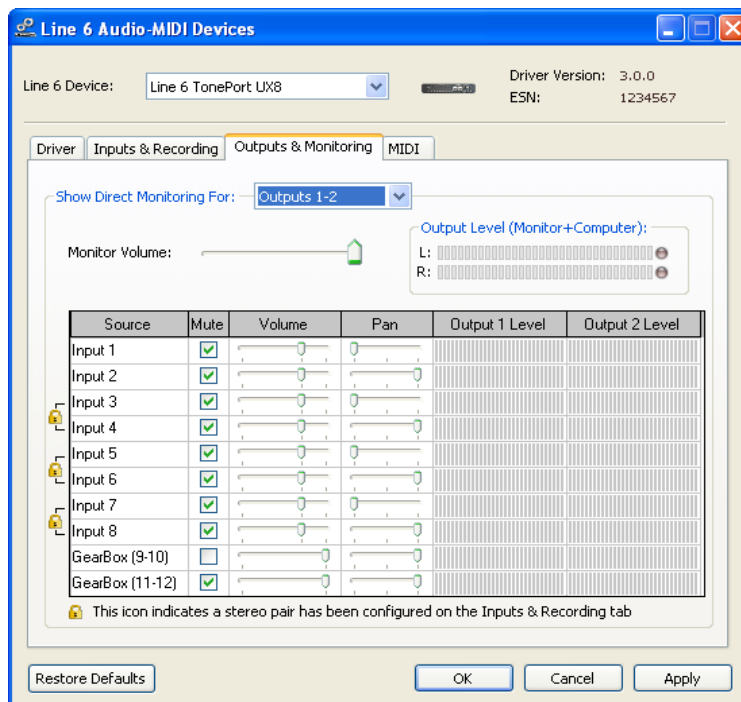 Line 6 Audio-MIDI Devices
Line 6 Device: Line 6 TonePort UX8 Driver Version: 3.0.0
ESN: 1234567
Driver Inputs & Recording Outputs & Monitoring MIDI
Show Direct Monitoring For: Outputs 1-2
Output Level (Monitor+Computer):
Monitor Volume: L:
R:
Source Mute Volume Pan Output 1 Level Output 2 Level
Input 1
Input 2
Input 3
Input 4
Input 5
Input 6
Input 7
Input 8
GearBox (9-10)
GearBox (11-12)
This icon indicates a stereo pair has been configured on the Inputs & Recording tab
Restore Defaults OK Cancel Apply